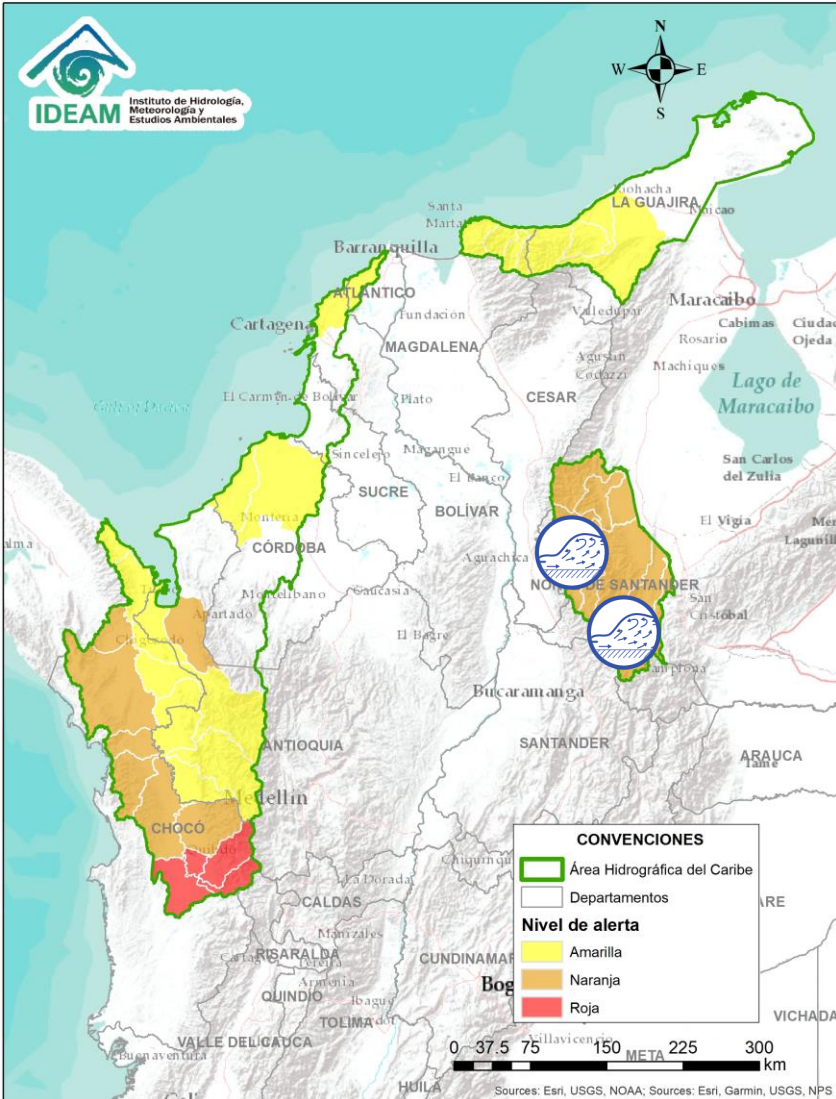 IDEAM
Instituto de Hidrología,
Meteorología y
Estudios Ambientales
N
W
E
S
Riohacha
LA GUAJIRA
Maicao
Santa
Marta
Barranquilla
ATLÁNTICO
Cartagena
Fundación
Valledupar
Maracaibo
Cabimas
Ciudad
Ojeda
Rosario
Machiques
MAGDALENA
Agustín
Codazzi
CESAR
Lago de
Maracaibo
El Carmen de Bolívar
Plato
Sincelejo
Magangué
SUCRE
El Banco
BOLÍVAR
San Carlos
del Zulia
El Vigía
Montería
CÓRDOBA
Aguachica
Montelíbano
Caucasia
San
Cristóbal
Apartadó
Chigorodó
El Bagre
Bucaramanga
ANTIOQUIA
SANTANDER
ARAUCA
Tame
Medellín
CHOCÓ
Quibdó
La Dorada
CALDAS
Manizales
RISARALDA
Pereira
Armenia
QUINDÍO
Ibagué
TOLIMA
VALLE DEL CAUCA
Buenaventura
HUILA
Villavicencio
META
VICHADA
CONVENCIONES
Área Hidrográfica del Caribe
Departamentos
Nivel de alerta
Amarilla
Naranja
Roja
0 37.5 75 150 225 300
km
Sources: Esri, USGS, NOAA; Sources: Esri, Garmin, USGS, NPS